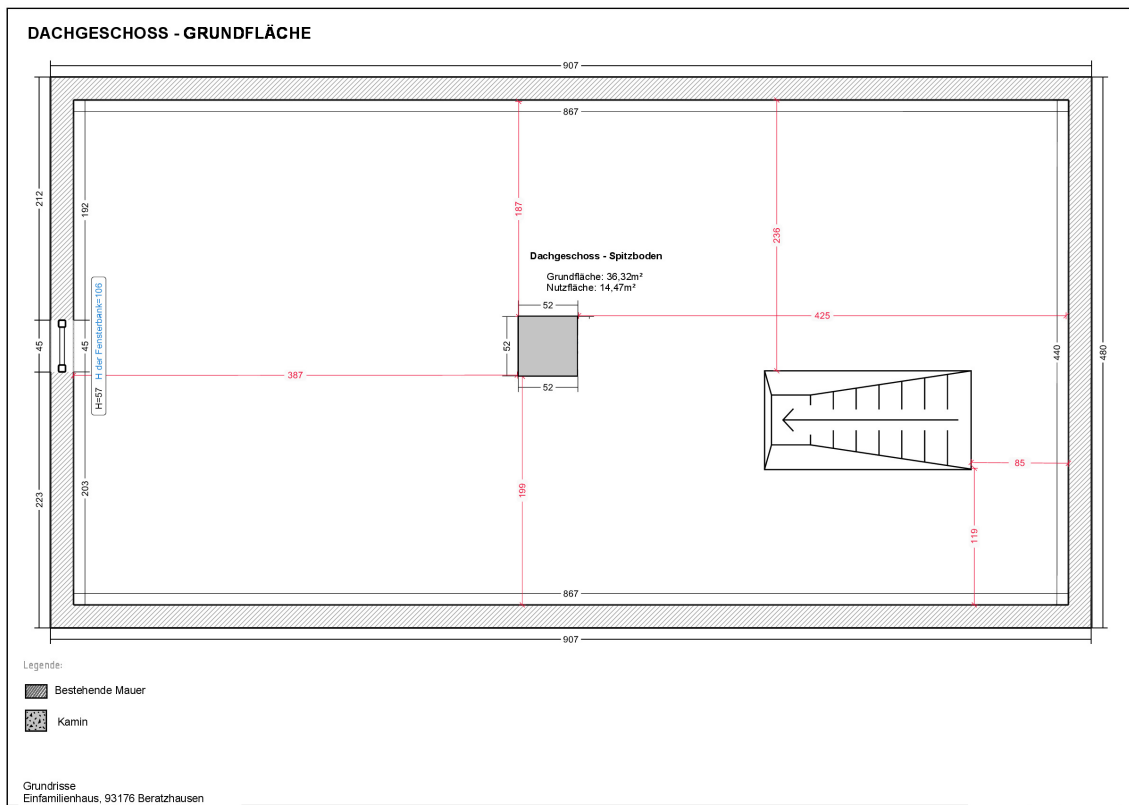 DACHGESCHOSS - GRUNDFLÄCHE
907
867
212
192
187
236
Dachgeschoss - Spitzboden
Grundfläche: 36,32m²
Nutzfläche: 14,47m²
52
425
45
45
H=57 H der Fensterbank=106
52
440
480
387
52
85
223
203
199
119
867
907
Legende:
Bestehende Mauer
Kamin
Grundrisse
Einfamilienhaus, 93176 Beratzhausen